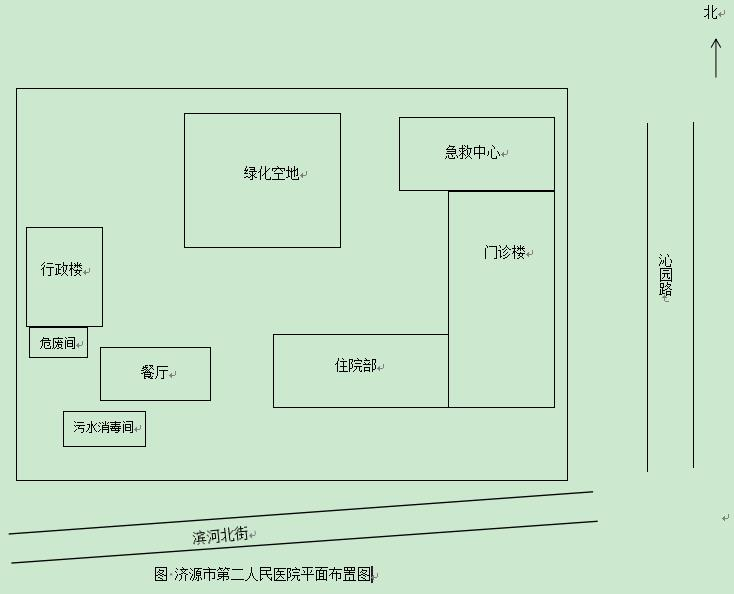 北
绿化空地
急救中心
行政楼
门诊楼
沁园路
危废间
餐厅
住院部
污水消毒间
滨河北街
图·济源市第二人民医院平面布置图